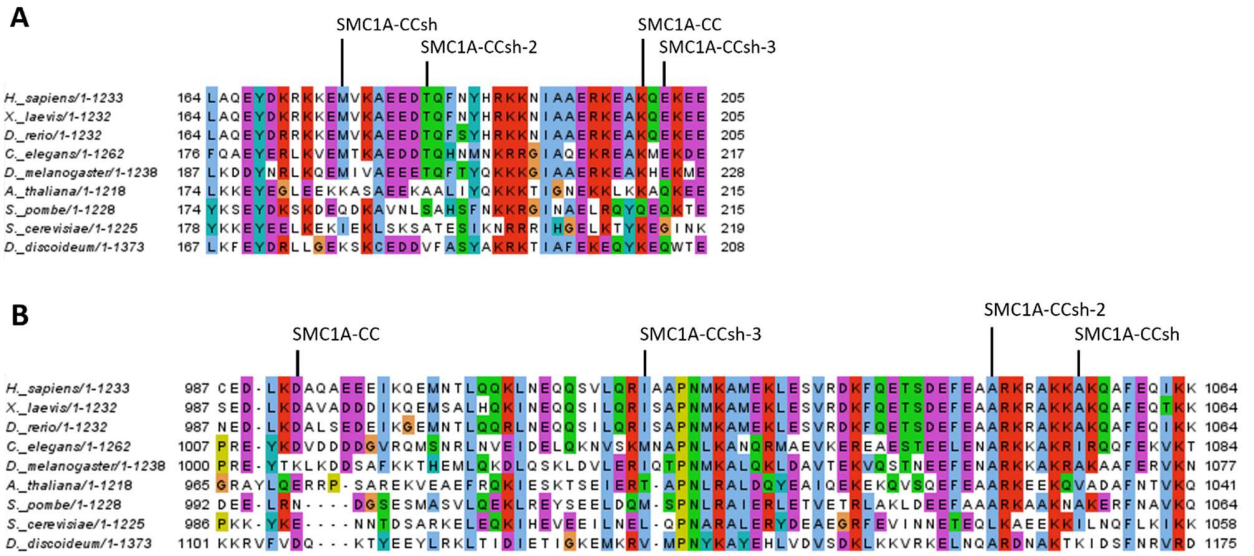 A
SMC1A-CCsh SMC1A-CC
SMC1A-CCsh-2 SMC1A-CCsh-3
H._sapiens/1-1233 164 LAQEYDKRKKEMVKAEEDTQFNYHRKKNIAAERKEAKQEKEE 205
X._laevis/1-1232 164 LAQEYDRRKKEMVKAEEDTQFNYHRKKNIAAERKEAKQEKEE 205
D._rerio/1-1232 164 LAQEYDRRKKEMVKAEEDTQFSYHRKKNIAAERKEAKQEKEE 205
C._elegans/1-1262 176 FQAEYERLKVEMTKAEDDTQHNMNKRRGIAQEKREAKMEKDE 217
D._melanogaster/1-1238 187 LKDDYNRLKQEMIVAEEETQFTYQKKKGIAAERKEAKHEKME 228
A._thaliana/1-1218 174 LKKEYEGLEEKKASAEEKAALIYQKKKTIGNEKKLKKAQKEE 215
S._pombe/1-1228 174 YKSEYDKSKDEQDKAVNLSAHSFNKKRGINAELRQYQEQKTE 215
S._cerevisiae/1-1225 178 YKKEYEELKEKIEKLSKSATESIKNRRRIHGELKTYKEGINK 219
D._discoideum/1-1373 167 LKFEYDRLLGEKSKCEDDVFASYAKRKTIAFEKEQYKEQWTE 208
B
SMC1A-CCsh-2
SMC1A-CC SMC1A-CCsh-3 SMC1A-CCsh
H._sapiens/1-1233 987 CED-LKDAQAEEEIKQEMNTLQQKLNEQQSVLQRIAAPNMKAMEKLESVRDKFQETSDEFEAARKRAKKAKQAFEQIKK 1064
X._laevis/1-1232 987 SED-LKDAVADDDIKQEMSALHQKINEQQSILQRISAPNMKAMEKLESVRDKFQETSDEFEAARKRAKKAKQAFEQTKK 1064
D._rerio/1-1232 987 NED-LKDALSEDEIKGEMNTLQQRLNEQQSILQRISAPNMKAMEKLESVRDKFQETSDEFEAARKRAKKAKQAFEQIKK 1064
C._elegans/1-1262 1007 PRE-YKDVDDDDGVRQMSNRLNVEIDELQKNVSKMNAPNLKANQRMAEVKEREAESTEELENARKKAKRIRQQFEKVKT 1084
D._melanogaster/1-1238 1000 PRE-YTKLKDDSAFKKTHEMLQKDLQSKLDVLERIQTPNMKALQKLDAVTEKVQSTNEEFENARKKAKRAKAAFERVKN 1077
A._thaliana/1-1218 965 GRAYLQERRP-SAREKVEAEFRQKIESKTSEIERT-APNLRALDQYEAIQEKEKQVSQEFEAARKEEKQVADAFNTVKQ 1041
S._pombe/1-1228 992 DEE-LRN----DGSESMASVLQEKLREYSEELDQM-SPNLRAIERLETVETRLAKLDEEFAAARKAAKNAKERFNAVKQ 1064
S._cerevisiae/1-1225 986 PKK-YKE----NNTDSARKELEQKIHEVEEILNEL-QPNARALERYDEAEGRFEVINNETEQLKAEEKKILNQFLKIKK 1058
D._discoideum/1-1373 1101 KKRVFVDQ---KTYEEYLRKLTIDIETIGKEMKRV-MPNYKAYEHLVDVSDKLKKVRKELNQARDNAKTKIDSFNRVRD 1175